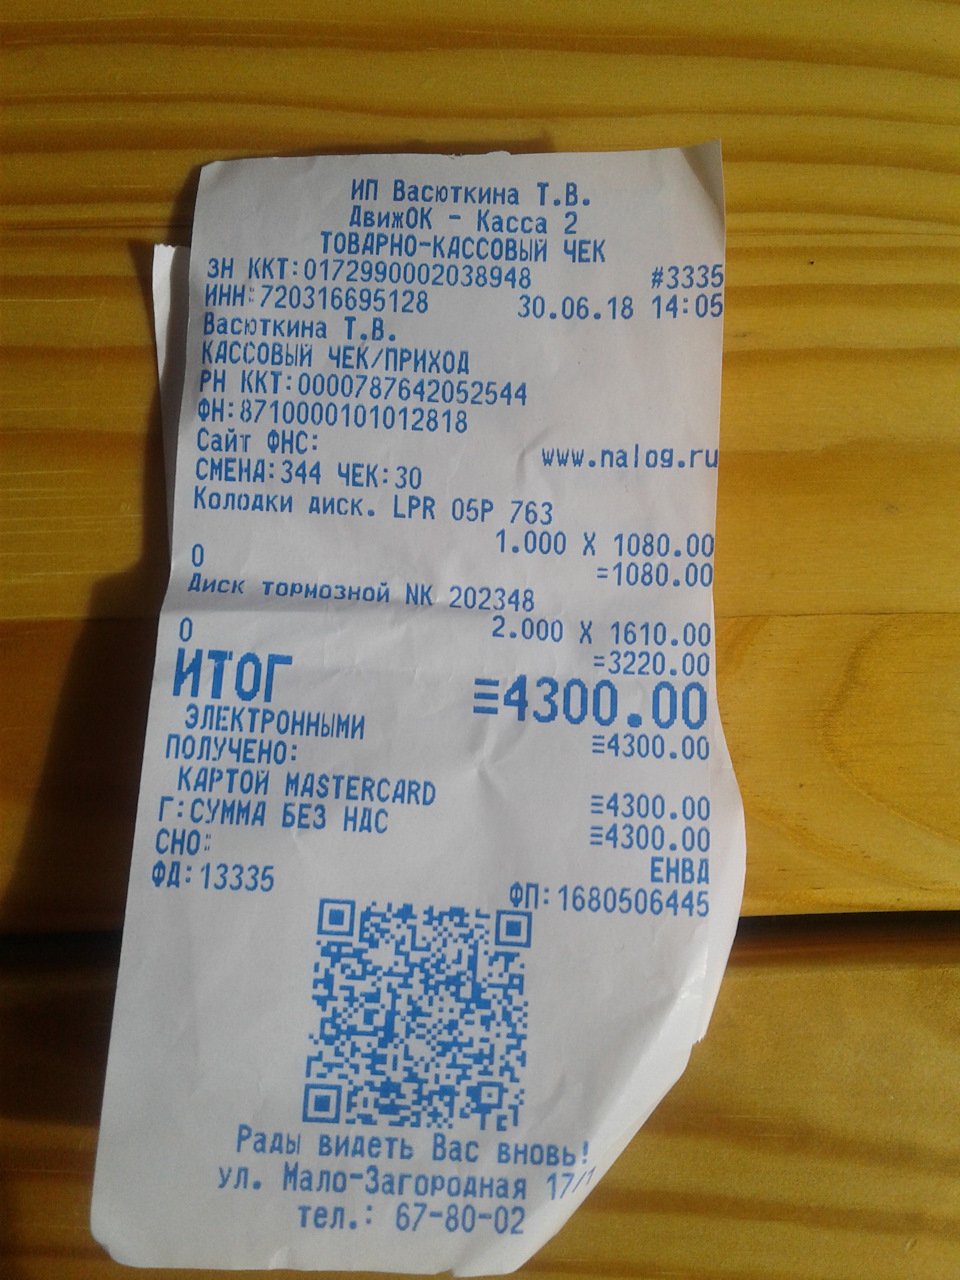 ИП Васюткина Т.В.
ДвижОК - Касса 2
ТОВАРНО-КАССОВЫЙ ЧЕК
ЗН ККТ:0172990002038948 #3335
ИНН:720316695128 30.06.18 14:05
Васюткина Т.В.
КАССОВЫЙ ЧЕК/ПРИХОД
РН ККТ:0000787642052544
ФН:8710000101012818
Сайт ФНС: www.nalog.ru
СМЕНА:344 ЧЕК:30
Колодки диск. LPR 05P 763
1.000 X 1080.00
0 =1080.00
Диск тормозной NK 202348
2.000 X 1610.00
0 =3220.00
ИТОГ ≡4300.00
ЭЛЕКТРОННЫМИ ≡4300.00
ПОЛУЧЕНО:
КАРТОЙ MASTERCARD ≡4300.00
Г:СУММА БЕЗ НДС ≡4300.00
СНО: ЕНВД
ФД:13335 ФП:1680506445
Рады видеть Вас вновь!
ул. Мало-Загородная 17/1
тел.: 67-80-02